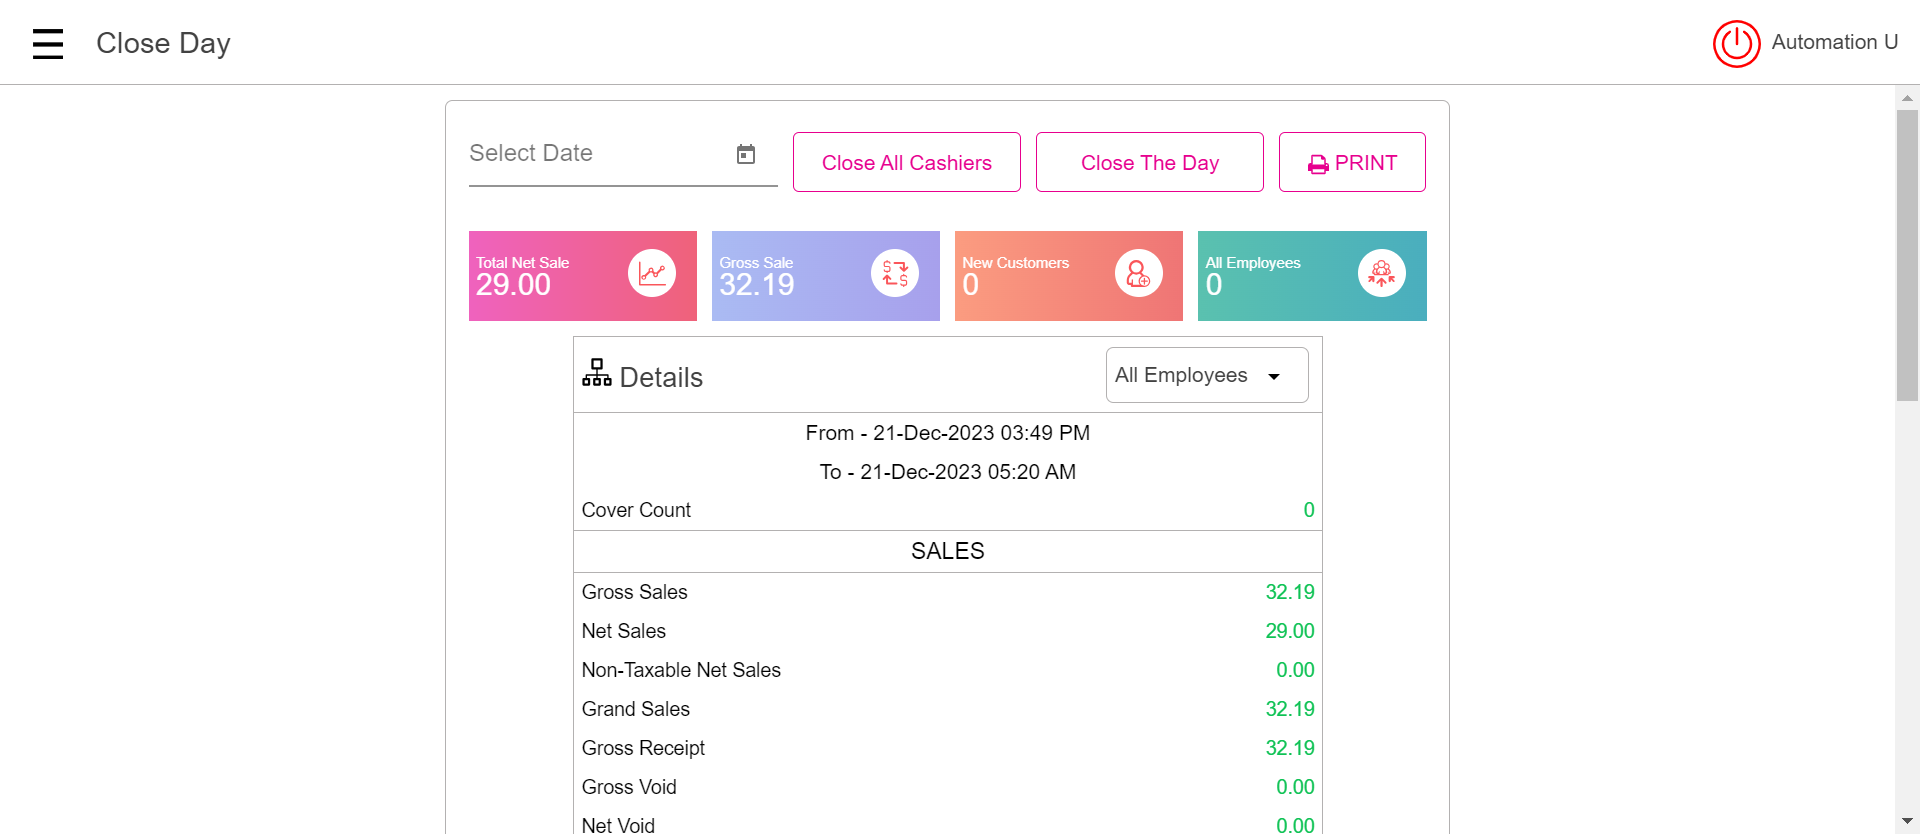 Close Day
Automation U
Select Date
Close All Cashiers
Close The Day
PRINT
Total Net Sale
29.00
Gross Sale
32.19
New Customers
0
All Employees
0
Details
All Employees
From - 21-Dec-2023 03:49 PM
To - 21-Dec-2023 05:20 AM
Cover Count 0
SALES
Gross Sales 32.19
Net Sales 29.00
Non-Taxable Net Sales 0.00
Grand Sales 32.19
Gross Receipt 32.19
Gross Void 0.00
Net Void 0.00